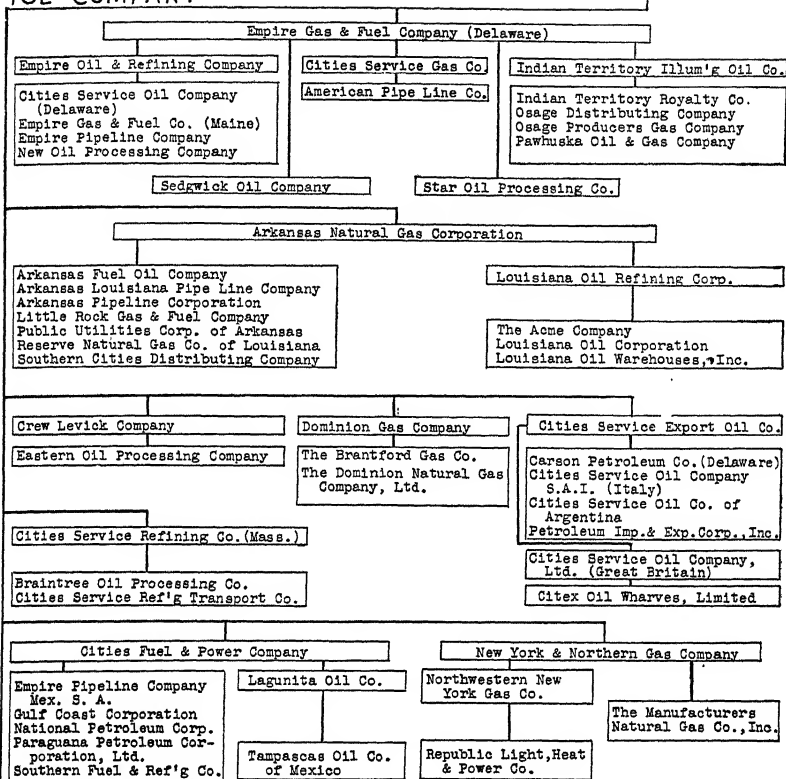 ICE COMPANY
Empire Gas & Fuel Company (Delaware)
Empire Oil & Refining Company
Cities Service Oil Company
(Delaware)
Empire Gas & Fuel Co. (Maine)
Empire Pipeline Company
New Oil Processing Company
Cities Service Gas Co.
American Pipe Line Co.
Indian Territory Illum'g Oil Co.
Indian Territory Royalty Co.
Osage Distributing Company
Osage Producers Gas Company
Pawhuska Oil & Gas Company
Sedgwick Oil Company
Star Oil Processing Co.
Arkansas Natural Gas Corporation
Arkansas Fuel Oil Company
Arkansas Louisiana Pipe Line Company
Arkansas Pipeline Corporation
Little Rock Gas & Fuel Company
Public Utilities Corp. of Arkansas
Reserve Natural Gas Co. of Louisiana
Southern Cities Distributing Company
Louisiana Oil Refining Corp.
The Acme Company
Louisiana Oil Corporation
Louisiana Oil Warehouses, Inc.
Crew Levick Company
Eastern Oil Processing Company
Dominion Gas Company
The Brantford Gas Co.
The Dominion Natural Gas
Company, Ltd.
Cities Service Export Oil Co.
Carson Petroleum Co.(Delaware)
Cities Service Oil Company
S.A.I. (Italy)
Cities Service Oil Co. of
Argentina
Petroleum Imp.& Exp.Corp.,Inc.
Cities Service Oil Company,
Ltd. (Great Britain)
Citex Oil Wharves, Limited
Cities Service Refining Co.(Mass.)
Braintree Oil Processing Co.
Cities Service Ref'g Transport Co.
Cities Fuel & Power Company
Empire Pipeline Company
Mex. S. A.
Gulf Coast Corporation
National Petroleum Corp.
Paraguana Petroleum Cor-
poration, Ltd.
Southern Fuel & Ref'g Co.
Lagunita Oil Co.
Tampascas Oil Co.
of Mexico
New York & Northern Gas Company
Northwestern New
York Gas Co.
Republic Light,Heat
& Power Co.
The Manufacturers
Natural Gas Co.,Inc.